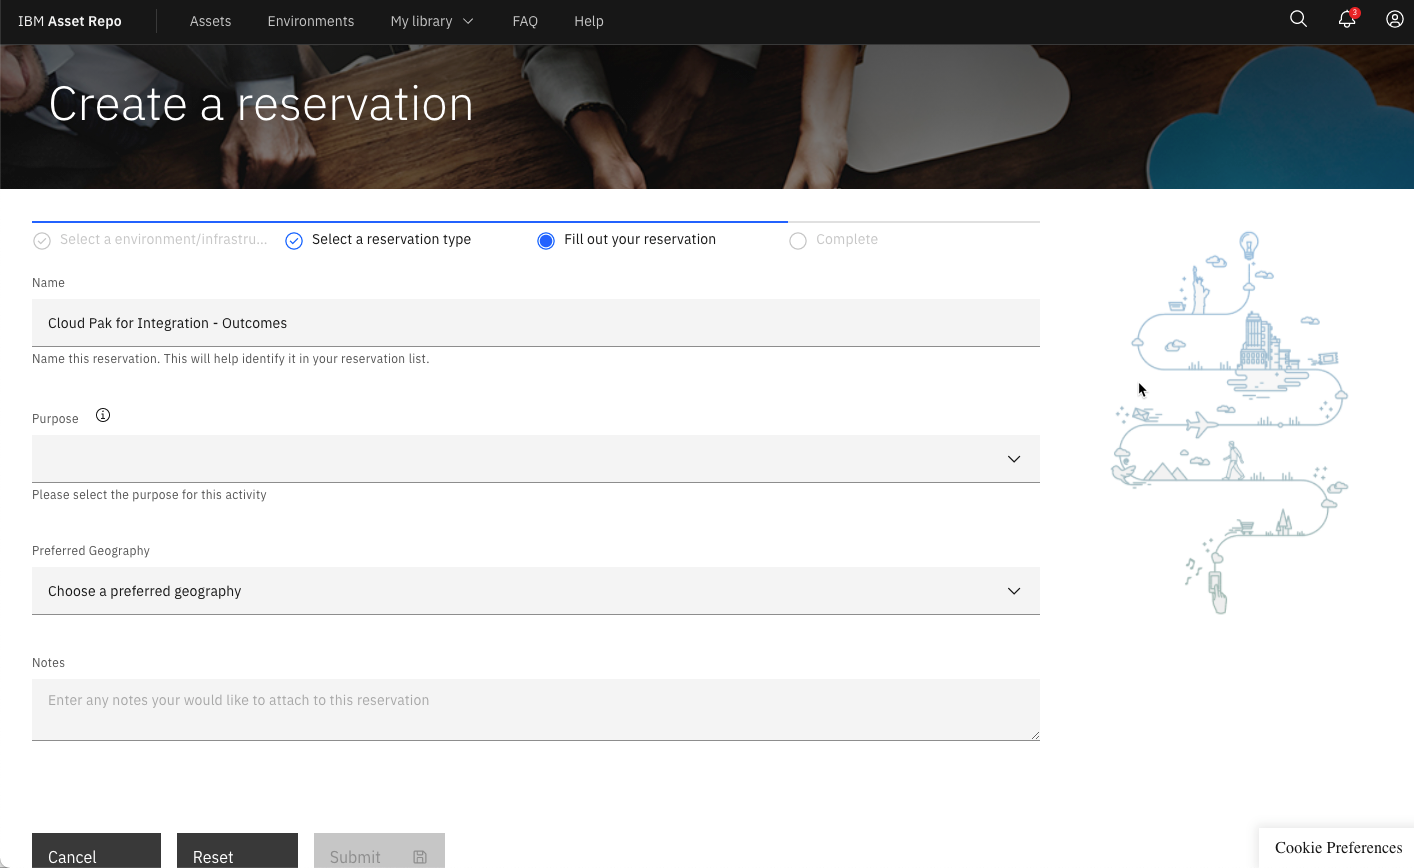 IBM Asset Repo Assets Environments My library FAQ Help 3
Create a reservation
Select a environment/infrastru... Select a reservation type Fill out your reservation Complete
Name
Cloud Pak for Integration - Outcomes
Name this reservation. This will help identify it in your reservation list.
Purpose
Please select the purpose for this activity
Preferred Geography
Choose a preferred geography
Notes
Enter any notes your would like to attach to this reservation
Cancel Reset Submit
Cookie Preferences